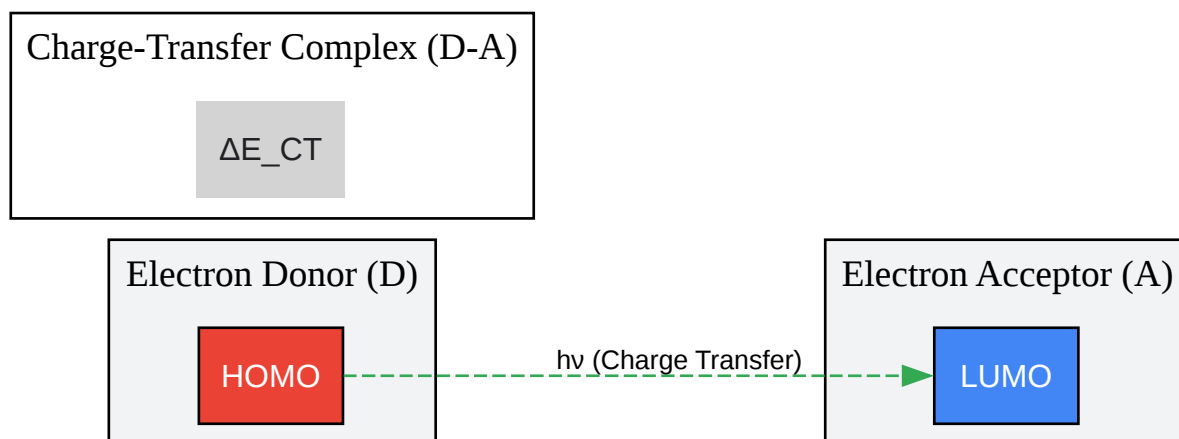 Charge-Transfer Complex (D-A)
ΔE_CT
Electron Donor (D)
Electron Acceptor (A)
HOMO
hν (Charge Transfer)
LUMO